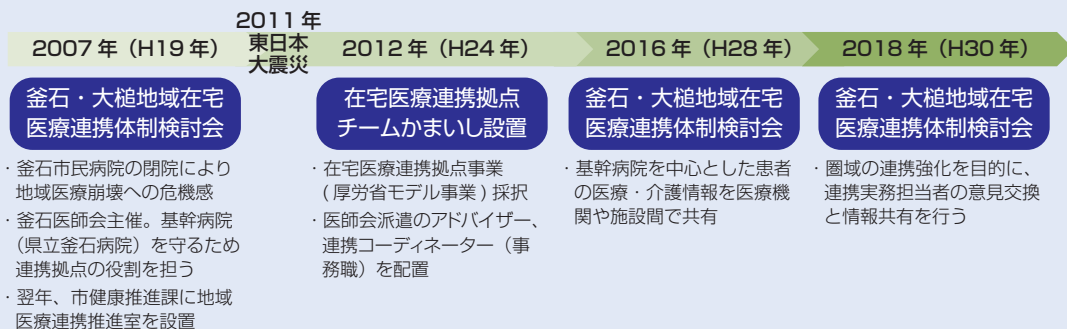 2007年（H19年）
2011年
東日本
大震災
2012年（H24年）
2016年（H28年）
2018年（H30年）
釜石・大槌地域在宅
医療連携体制検討会
・釜石市民病院の閉院により
地域医療崩壊への危機感
・釜石医師会主催。基幹病院
（県立釜石病院）を守るため
連携拠点の役割を担う
・翌年、市健康推進課に地域
医療連携推進室を設置
在宅医療連携拠点
チームかまいし設置
・在宅医療連携拠点事業
(厚労省モデル事業)採択
・医師会派遣のアドバイザー、
連携コーディネーター（事
務職）を配置
釜石・大槌地域在宅
医療連携体制検討会
・基幹病院を中心とした患者
の医療・介護情報を医療機
関や施設間で共有
釜石・大槌地域在宅
医療連携体制検討会
・圏域の連携強化を目的に、
連携実務担当者の意見交換
と情報共有を行う